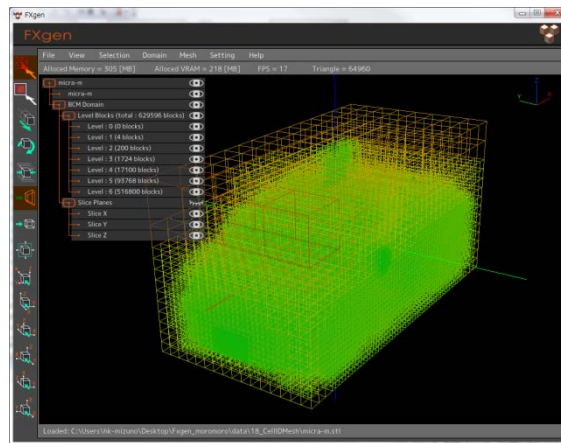 FXgen
FXgen
File View Selection Domain Mesh Setting Help
Alloced Memory = 305 [MB] Alloced VRAM = 218 [MB] FPS = 17 Triangle = 64960
micra-m
micra-m
BCM Domain
Level Blocks (total : 629596 blocks)
Level : 0 (0 blocks)
Level : 1 (4 blocks)
Level : 2 (200 blocks)
Level : 3 (1724 blocks)
Level : 4 (17100 blocks)
Level : 5 (93768 blocks)
Level : 6 (516800 blocks)
Slice Planes
Slice X
Slice Y
Slice Z
Loaded: C:\Users\hk-mizuno\Desktop\Fxgen_moromoro\data\18_CellIDMesh\micra-m.stl